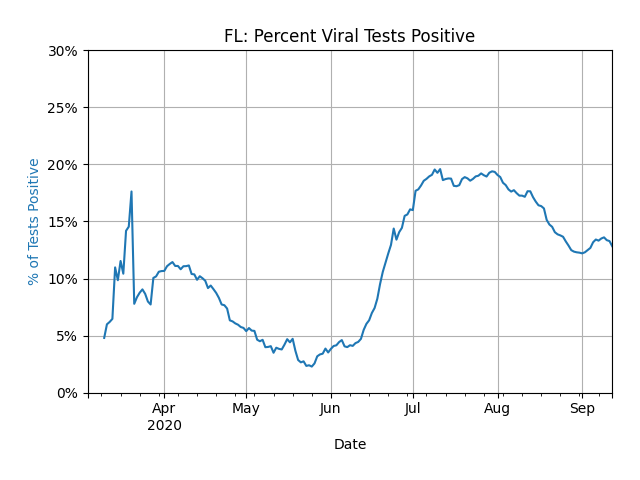 FL: Percent Viral Tests Positive
30%
25%
20%
15%
10%
5%
0%
% of Tests Positive
Apr May Jun Jul Aug Sep
2020
Date